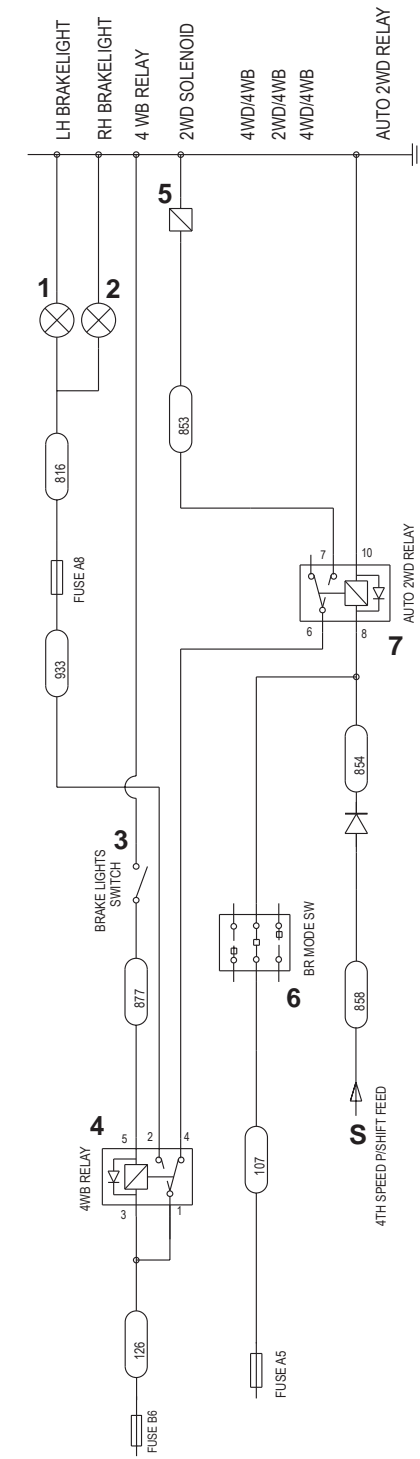 LH BRAKELIGHT
RH BRAKELIGHT
4 WB RELAY
2WD SOLENOID
4WD/4WB
2WD/4WB
4WD/4WB
AUTO 2WD RELAY
1
2
5
816
853
FUSE A8
933
7
10
6
8
AUTO 2WD RELAY
7
3
BRAKE LIGHTS
SWITCH
854
877
BR MODE SW
6
858
S
4TH SPEED P/SHIFT FEED
4
4WB RELAY
5
2
4
3
1
107
126
FUSE B6
FUSE A5